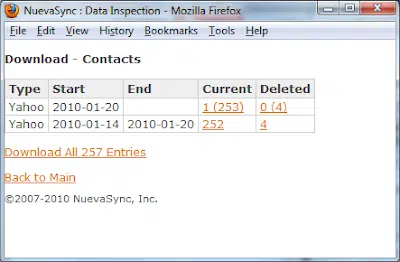 NuevaSync : Data Inspection - Mozilla Firefox
File Edit View History Bookmarks Tools Help
Download - Contacts
Type Start End Current Deleted
Yahoo 2010-01-20 1 (253) 0 (4)
Yahoo 2010-01-14 2010-01-20 252 4
Download All 257 Entries
Back to Main
©2007-2010 NuevaSync, Inc.